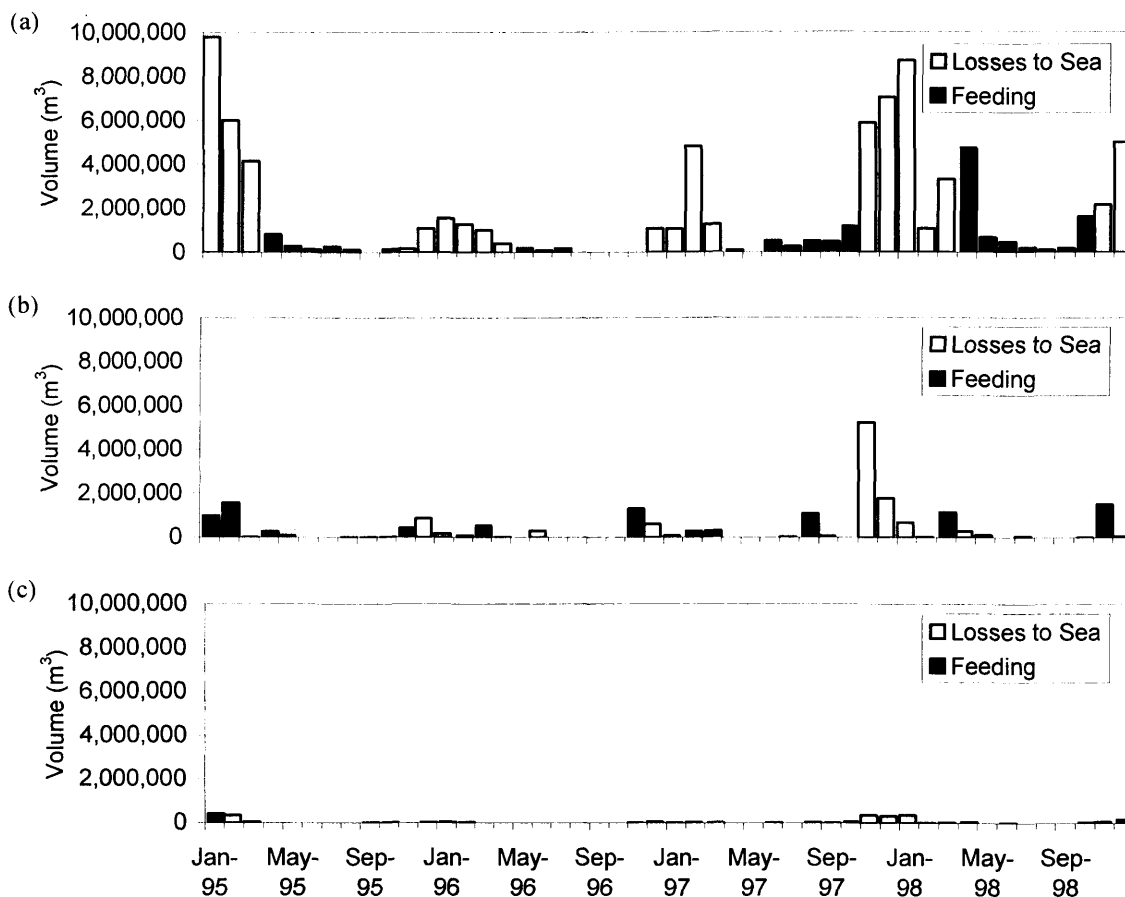 (a)
10,000,000
8,000,000
6,000,000
4,000,000
2,000,000
0
Volume (m³)
Losses to Sea
Feeding
(b)
10,000,000
8,000,000
6,000,000
4,000,000
2,000,000
0
Volume (m³)
Losses to Sea
Feeding
(c)
10,000,000
8,000,000
6,000,000
4,000,000
2,000,000
0
Volume (m³)
Losses to Sea
Feeding
Jan- May- Sep- Jan- May- Sep- Jan- May- Sep- Jan- May- Sep-
95 95 95 96 96 96 97 97 97 98 98 98